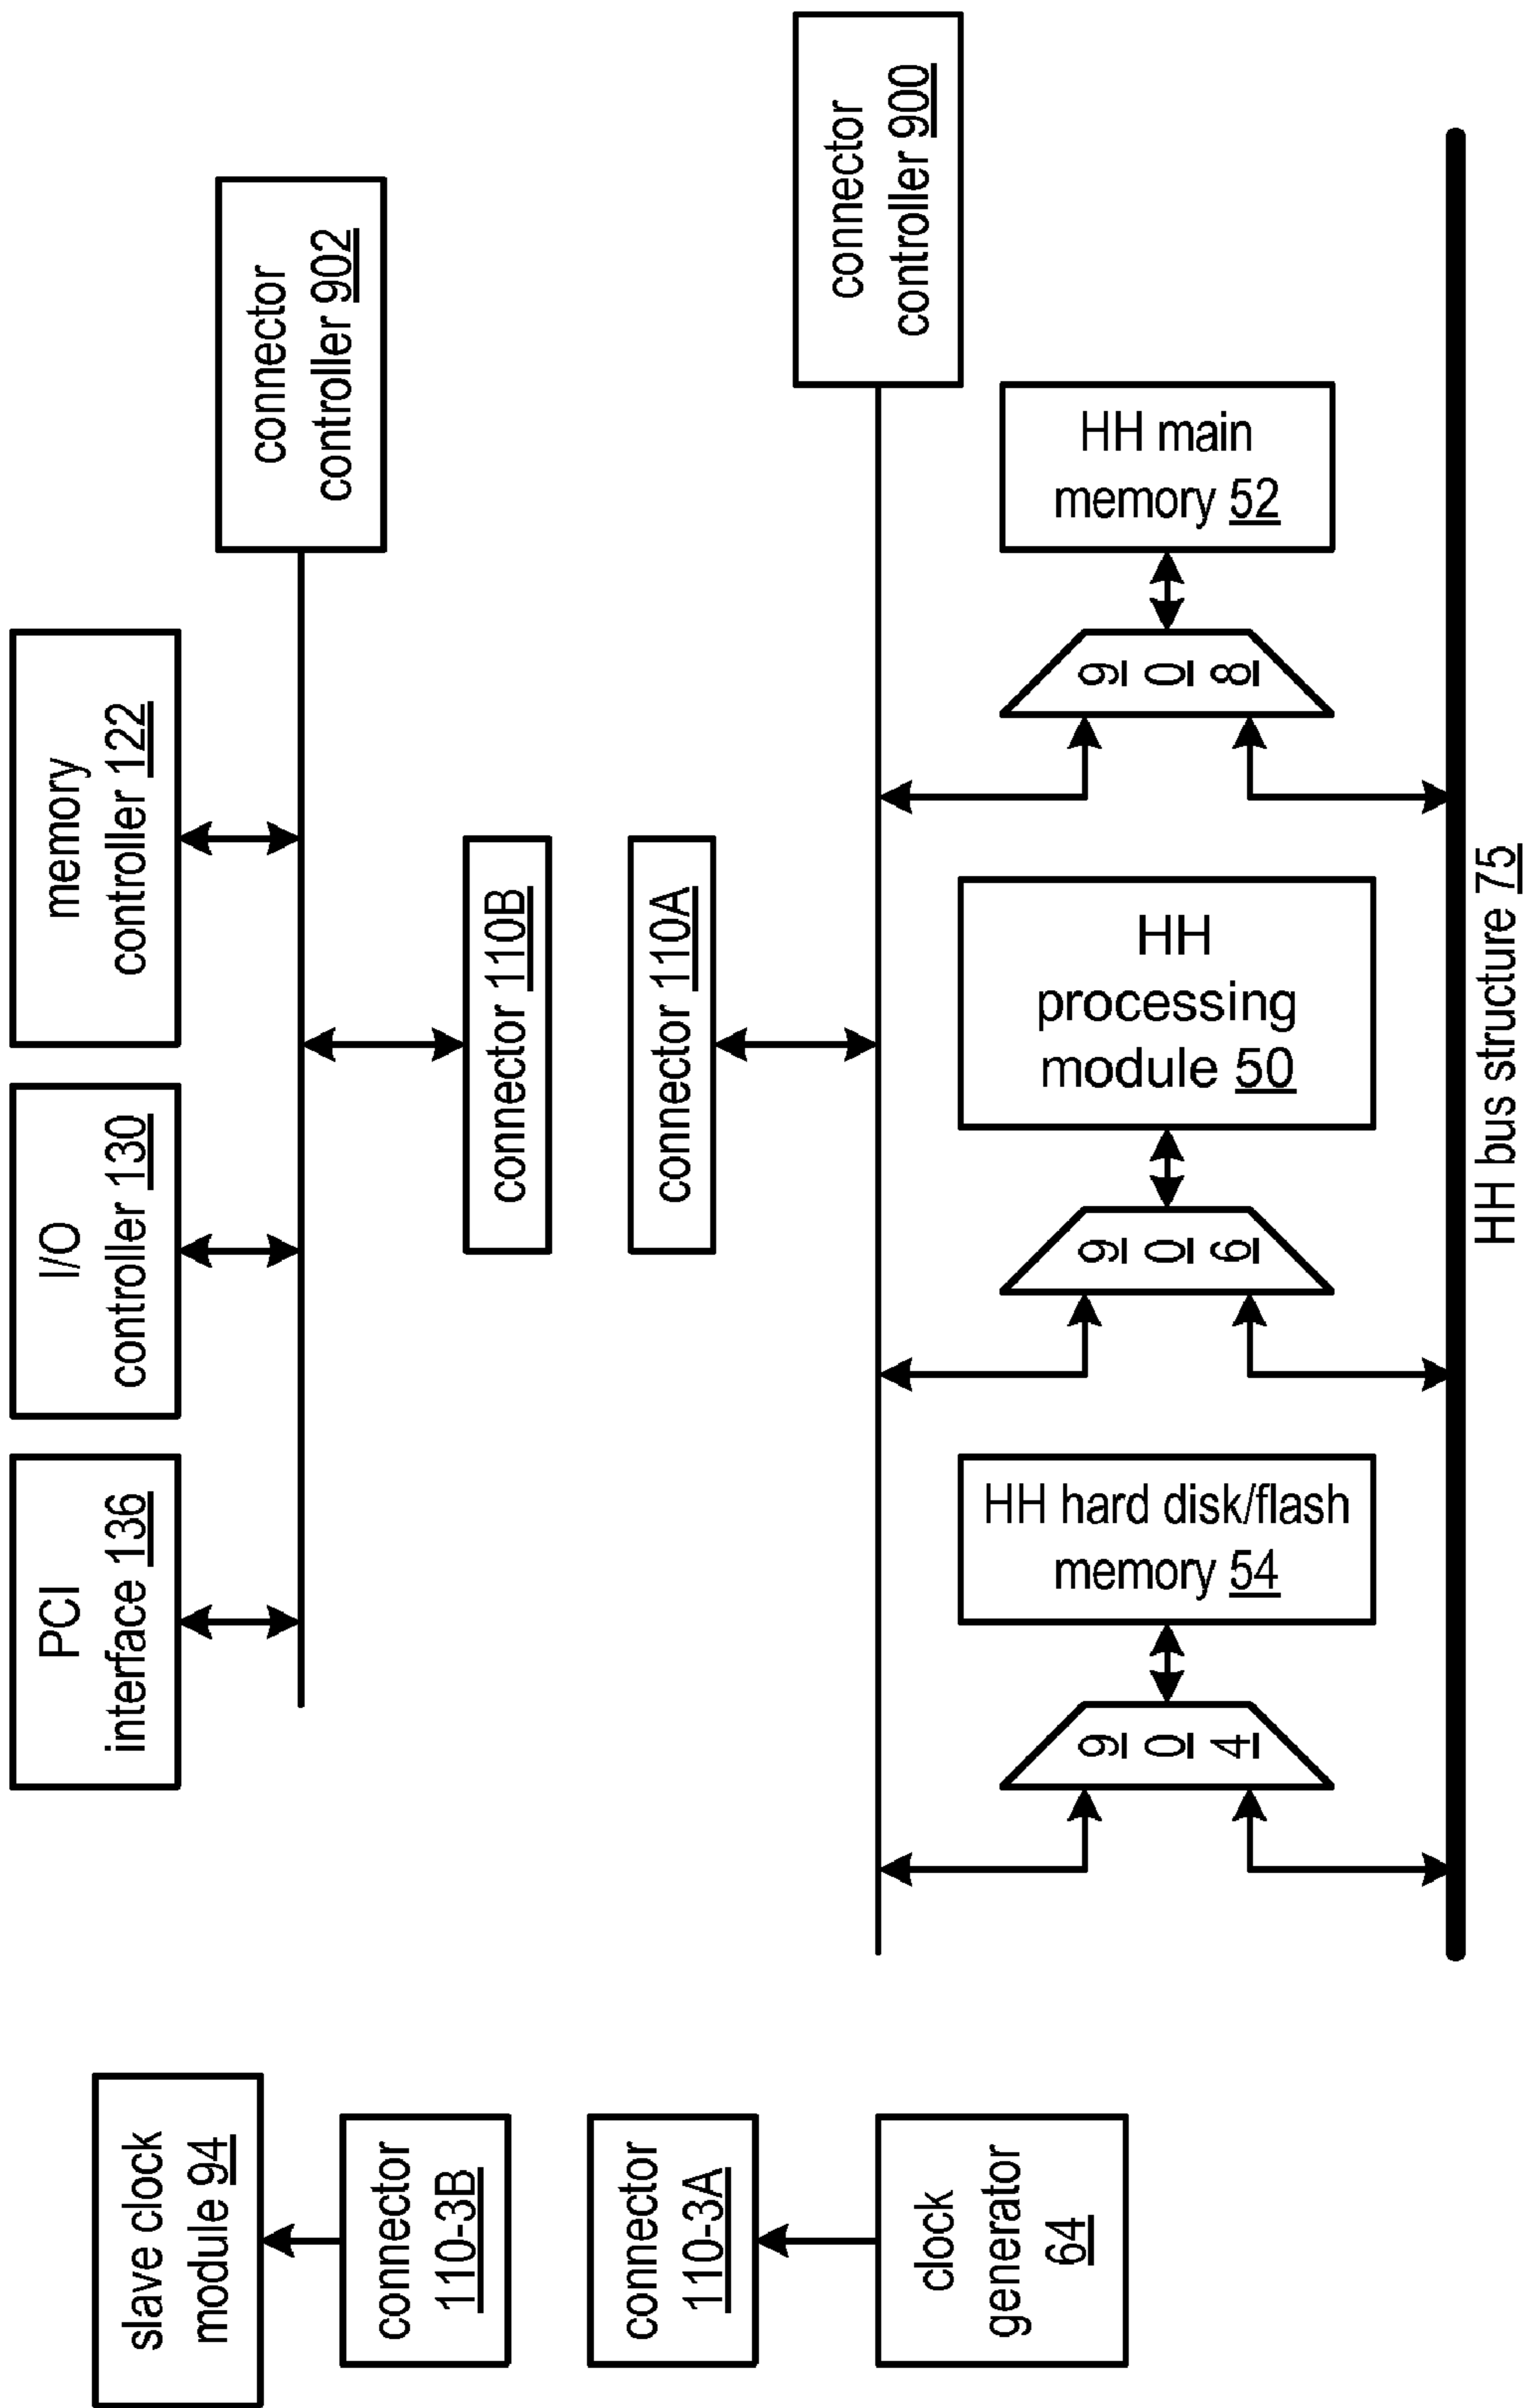 memory
controller 122
I/O
controller 130
PCI
interface 136
connector
controller 902
connector 110B
connector 110A
connector
controller 900
HH main
memory 52
908
HH
processing
module 50
906
HH hard disk/flash
memory 54
904
HH bus structure 75
slave clock
module 94
connector
110-3B
connector
110-3A
clock
generator
64